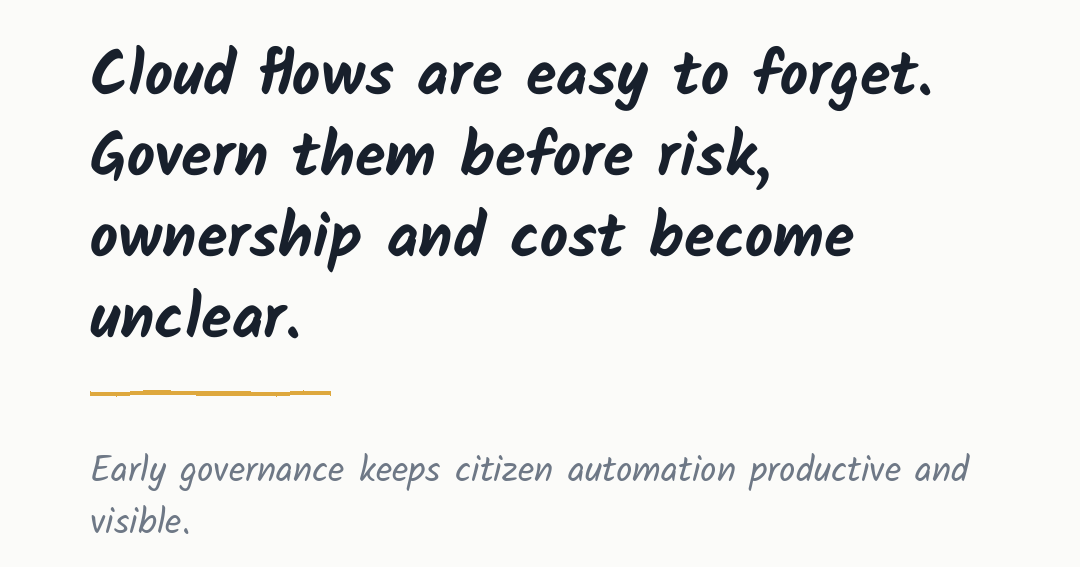 Cloud flows are easy to forget.
Govern them before risk,
ownership and cost become
unclear.
Early governance keeps citizen automation productive and
visible.